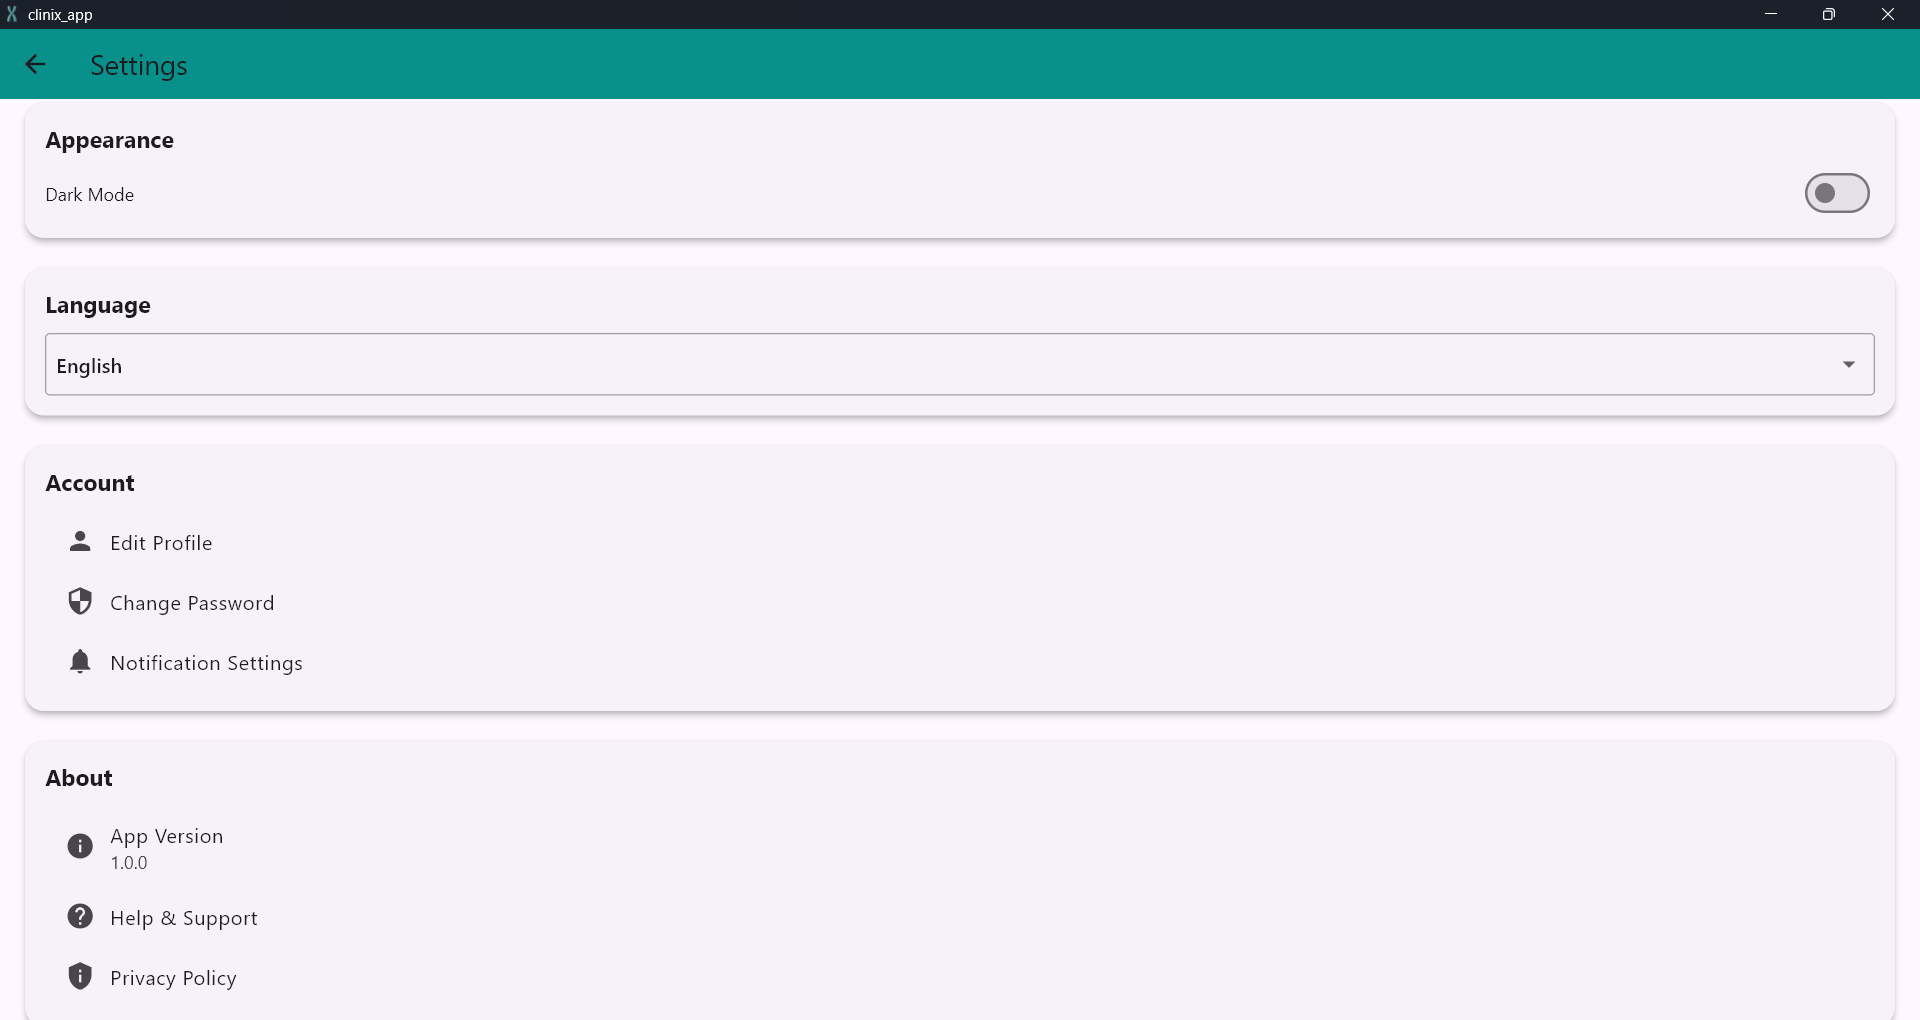 clinix_app
Settings
Appearance
Dark Mode
Language
English
Account
Edit Profile
Change Password
Notification Settings
About
App Version
1.0.0
Help & Support
Privacy Policy